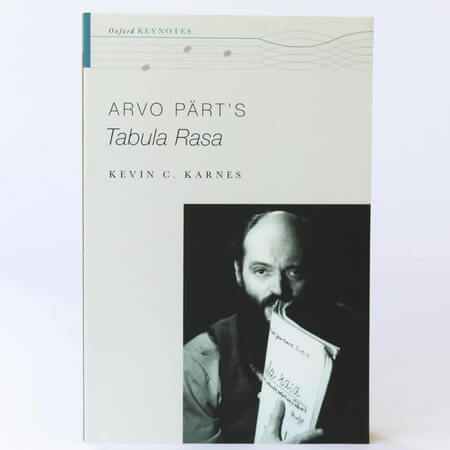 Oxford KEYNOTES
ARVO PÄRT'S
Tabula Rasa
KEVIN C. KARNES